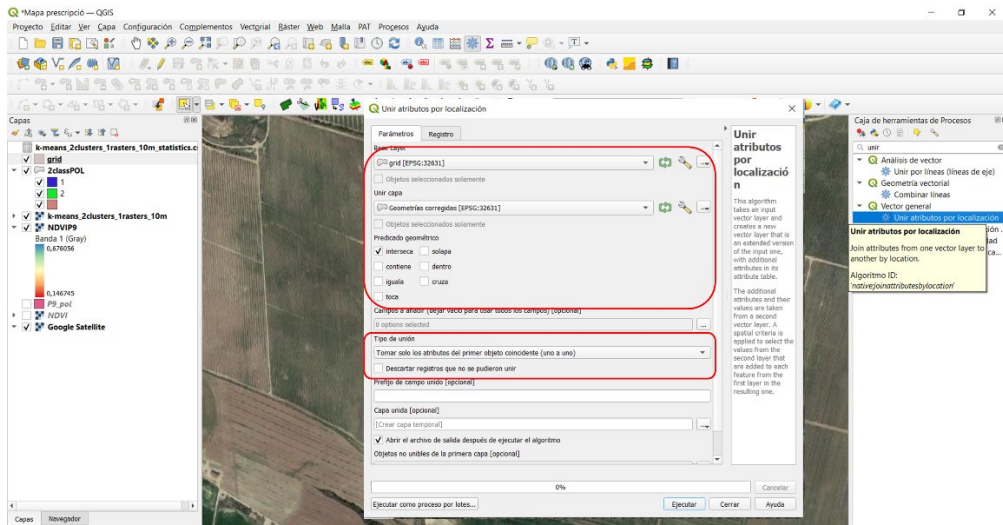 *Mapa prescripció — QGIS
Proyecto Editar Ver Capa Configuración Complementos Vectorial Ráster Web Malla PAT Procesos Ayuda
Capas
k-means_2clusters_1rasters_10m_statistics.c
grid
2classPOL
1
2
k-means_2clusters_1rasters_10m
NDVIP9
Banda 1 (Gray)
0,676056
0,146745
P9_pol
NDVI
Google Satellite
Capas Navegador
Unir atributos por localización
Parámetros Registro
Base Layer
grid [EPSG:32631]
Objetos seleccionados solamente
Unir capa
Geometrías corregidas [EPSG:32631]
Objetos seleccionados solamente
Predicado geométrico
interseca solapa
contiene dentro
iguala cruza
toca
Campos a añadir (dejar vacío para usar todos los campos) [opcional]
0 options selected
...
Tipo de unión
Tomar solo los atributos del primer objeto coincidente (uno a uno)
Descartar registros que no se pudieron unir
Prefijo de campo unido [opcional]
Capa unida [opcional]
[Crear capa temporal]
Abrir el archivo de salida después de ejecutar el algoritmo
Objetos no unibles de la primera capa [opcional]
0%
Cancelar
Ejecutar como proceso por lotes...
Ejecutar Cerrar Ayuda
Unir
atributos
por
localizació
n
This algorithm
takes an input
vector layer and
creates a new
vector layer that is
an extended version
of the input one,
with additional
attributes in its
attribute table.
The additional
attributes and their
values are taken
from a second
vector layer. A
spatial criteria is
applied to select the
values from the
second layer that
are added to each
feature from the
first layer in the
resulting one.
Caja de herramientas de Procesos
unir
Análisis de vector
Unir por líneas (líneas de eje)
Geometría vectorial
Combinar líneas
Vector general
Unir atributos por localización
Unir atributos por localización
Join attributes from one vector layer to
another by location.
Algoritmo ID:
'native:joinattributesbylocation'